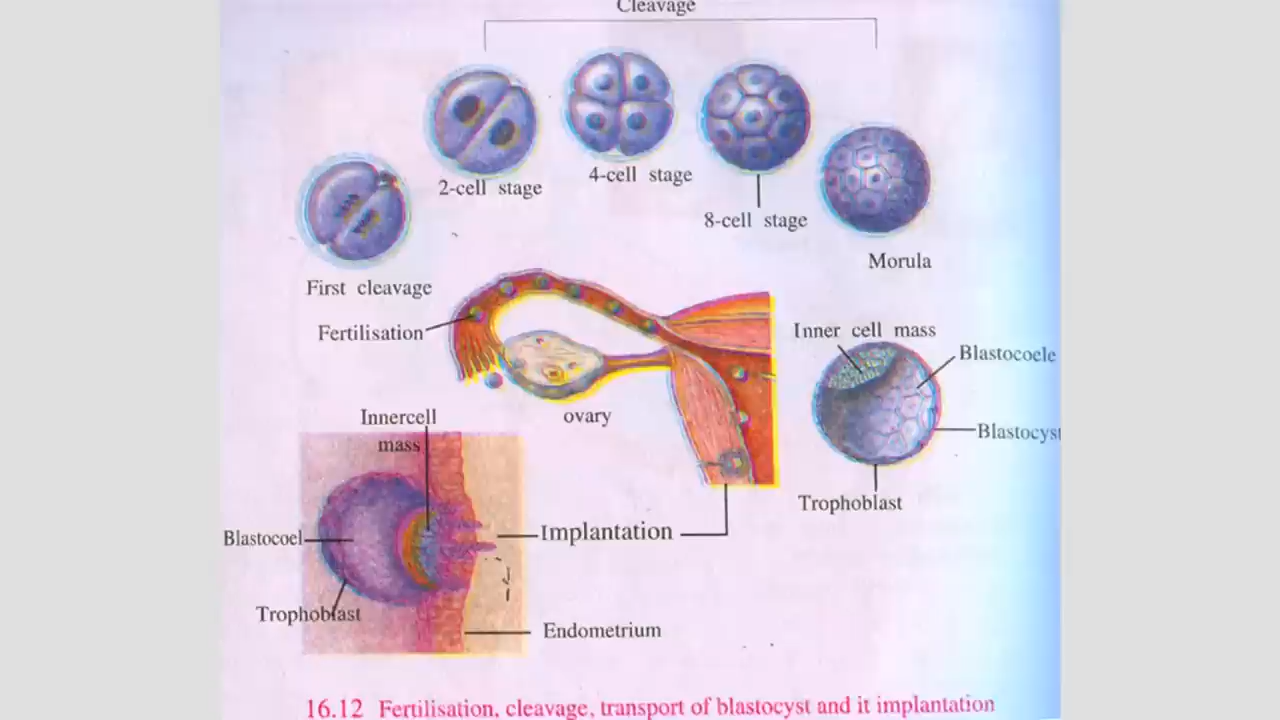 Cleavage
2-cell stage
4-cell stage
8-cell stage
Morula
First cleavage
Fertilisation
Inner cell mass
Blastocoele
ovary
Innercell
mass
Blastocyst
Trophoblast
Blastocoel
Implantation
Trophoblast
Endometrium
16.12 Fertilisation, cleavage, transport of blastocyst and it implantation